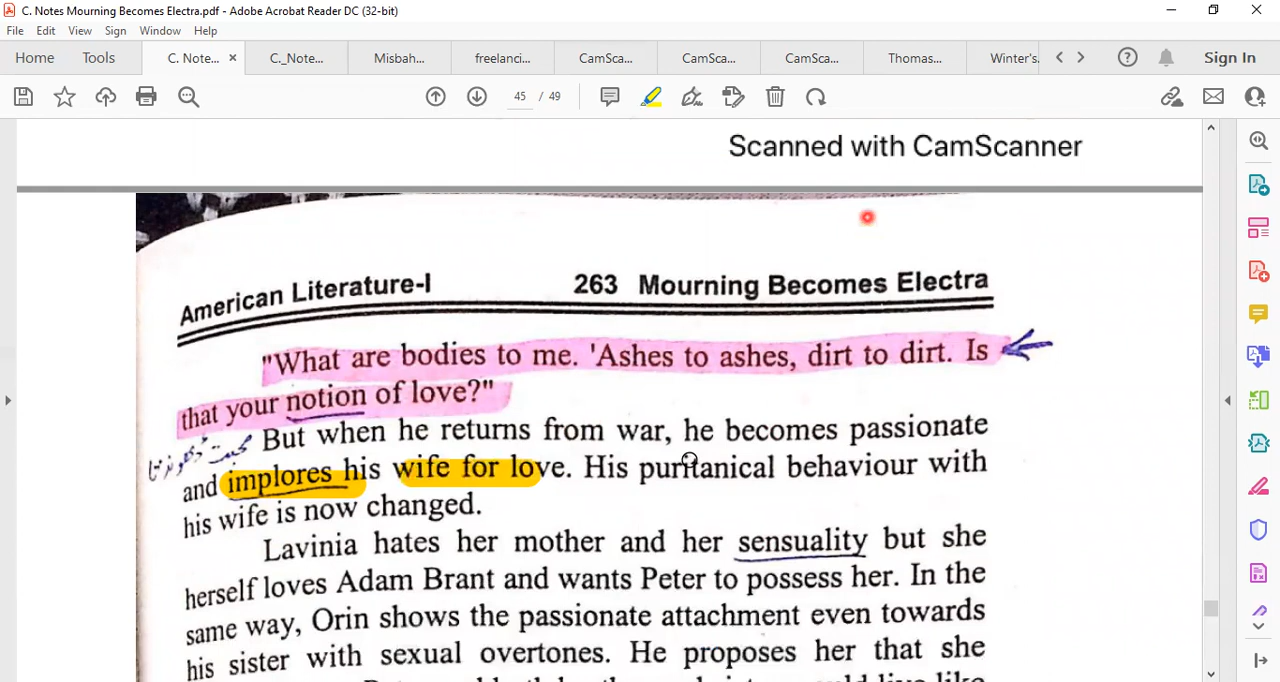 C. Notes Mourning Becomes Electra.pdf - Adobe Acrobat Reader DC (32-bit)
File Edit View Sign Window Help
Home Tools C. Note... C._Note... Misbah... freelanci... CamSca... CamSca... CamSca... Thomas... Winter's. Sign In
45 / 49
Scanned with CamScanner
American Literature-I 263 Mourning Becomes Electra
"What are bodies to me. 'Ashes to ashes, dirt to dirt. Is
that your notion of love?"
But when he returns from war, he becomes passionate
and implores his wife for love. His puritanical behaviour with
his wife is now changed.
Lavinia hates her mother and her sensuality but she
herself loves Adam Brant and wants Peter to possess her. In the
same way, Orin shows the passionate attachment even towards
his sister with sexual overtones. He proposes her that she